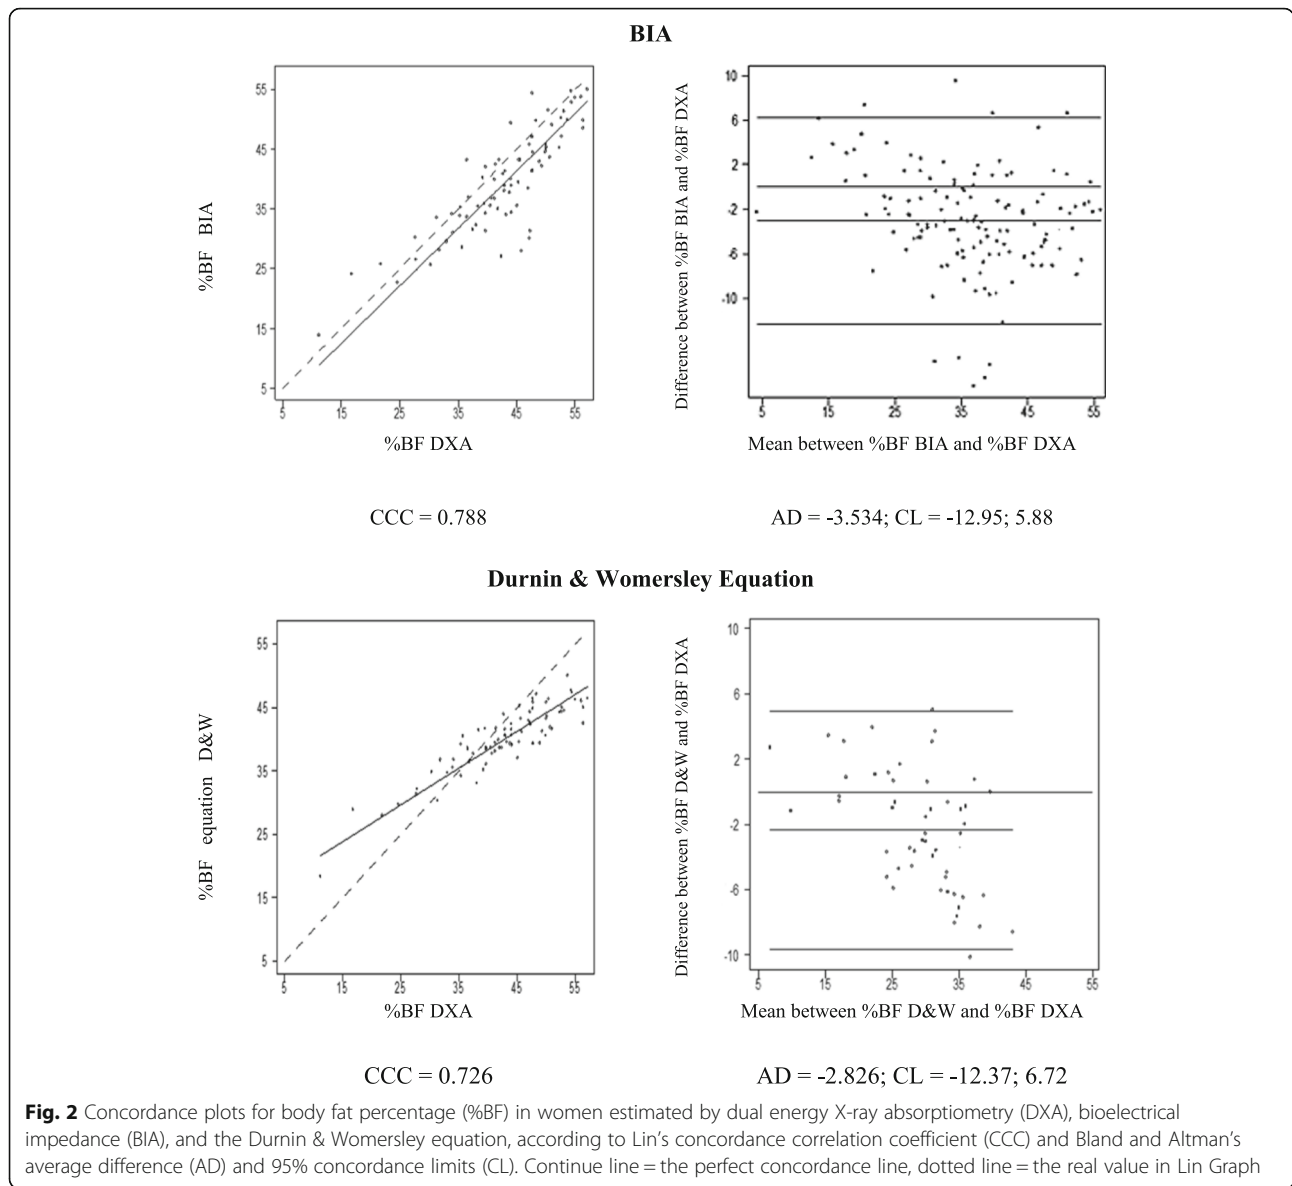 BIA
%BF BIA
55
45
35
25
15
5
5 15 25 35 45 55
%BF DXA
CCC = 0.788
Difference between %BF BIA and %BF DXA
10
6
2
-2
-6
-10
5 15 25 35 45 55
Mean between %BF BIA and %BF DXA
AD = -3.534; CL = -12.95; 5.88
Durnin & Womersley Equation
%BF equation D&W
55
45
35
25
15
5
5 15 25 35 45 55
%BF DXA
CCC = 0.726
Difference between %BF D&W and %BF DXA
10
6
2
-2
-6
-10
5 15 25 35 45 55
Mean between %BF D&W and %BF DXA
AD = -2.826; CL = -12.37; 6.72
Fig. 2 Concordance plots for body fat percentage (%BF) in women estimated by dual energy X-ray absorptiometry (DXA), bioelectrical
impedance (BIA), and the Durnin & Womersley equation, according to Lin's concordance correlation coefficient (CCC) and Bland and Altman's
average difference (AD) and 95% concordance limits (CL). Continue line = the perfect concordance line, dotted line = the real value in Lin Graph